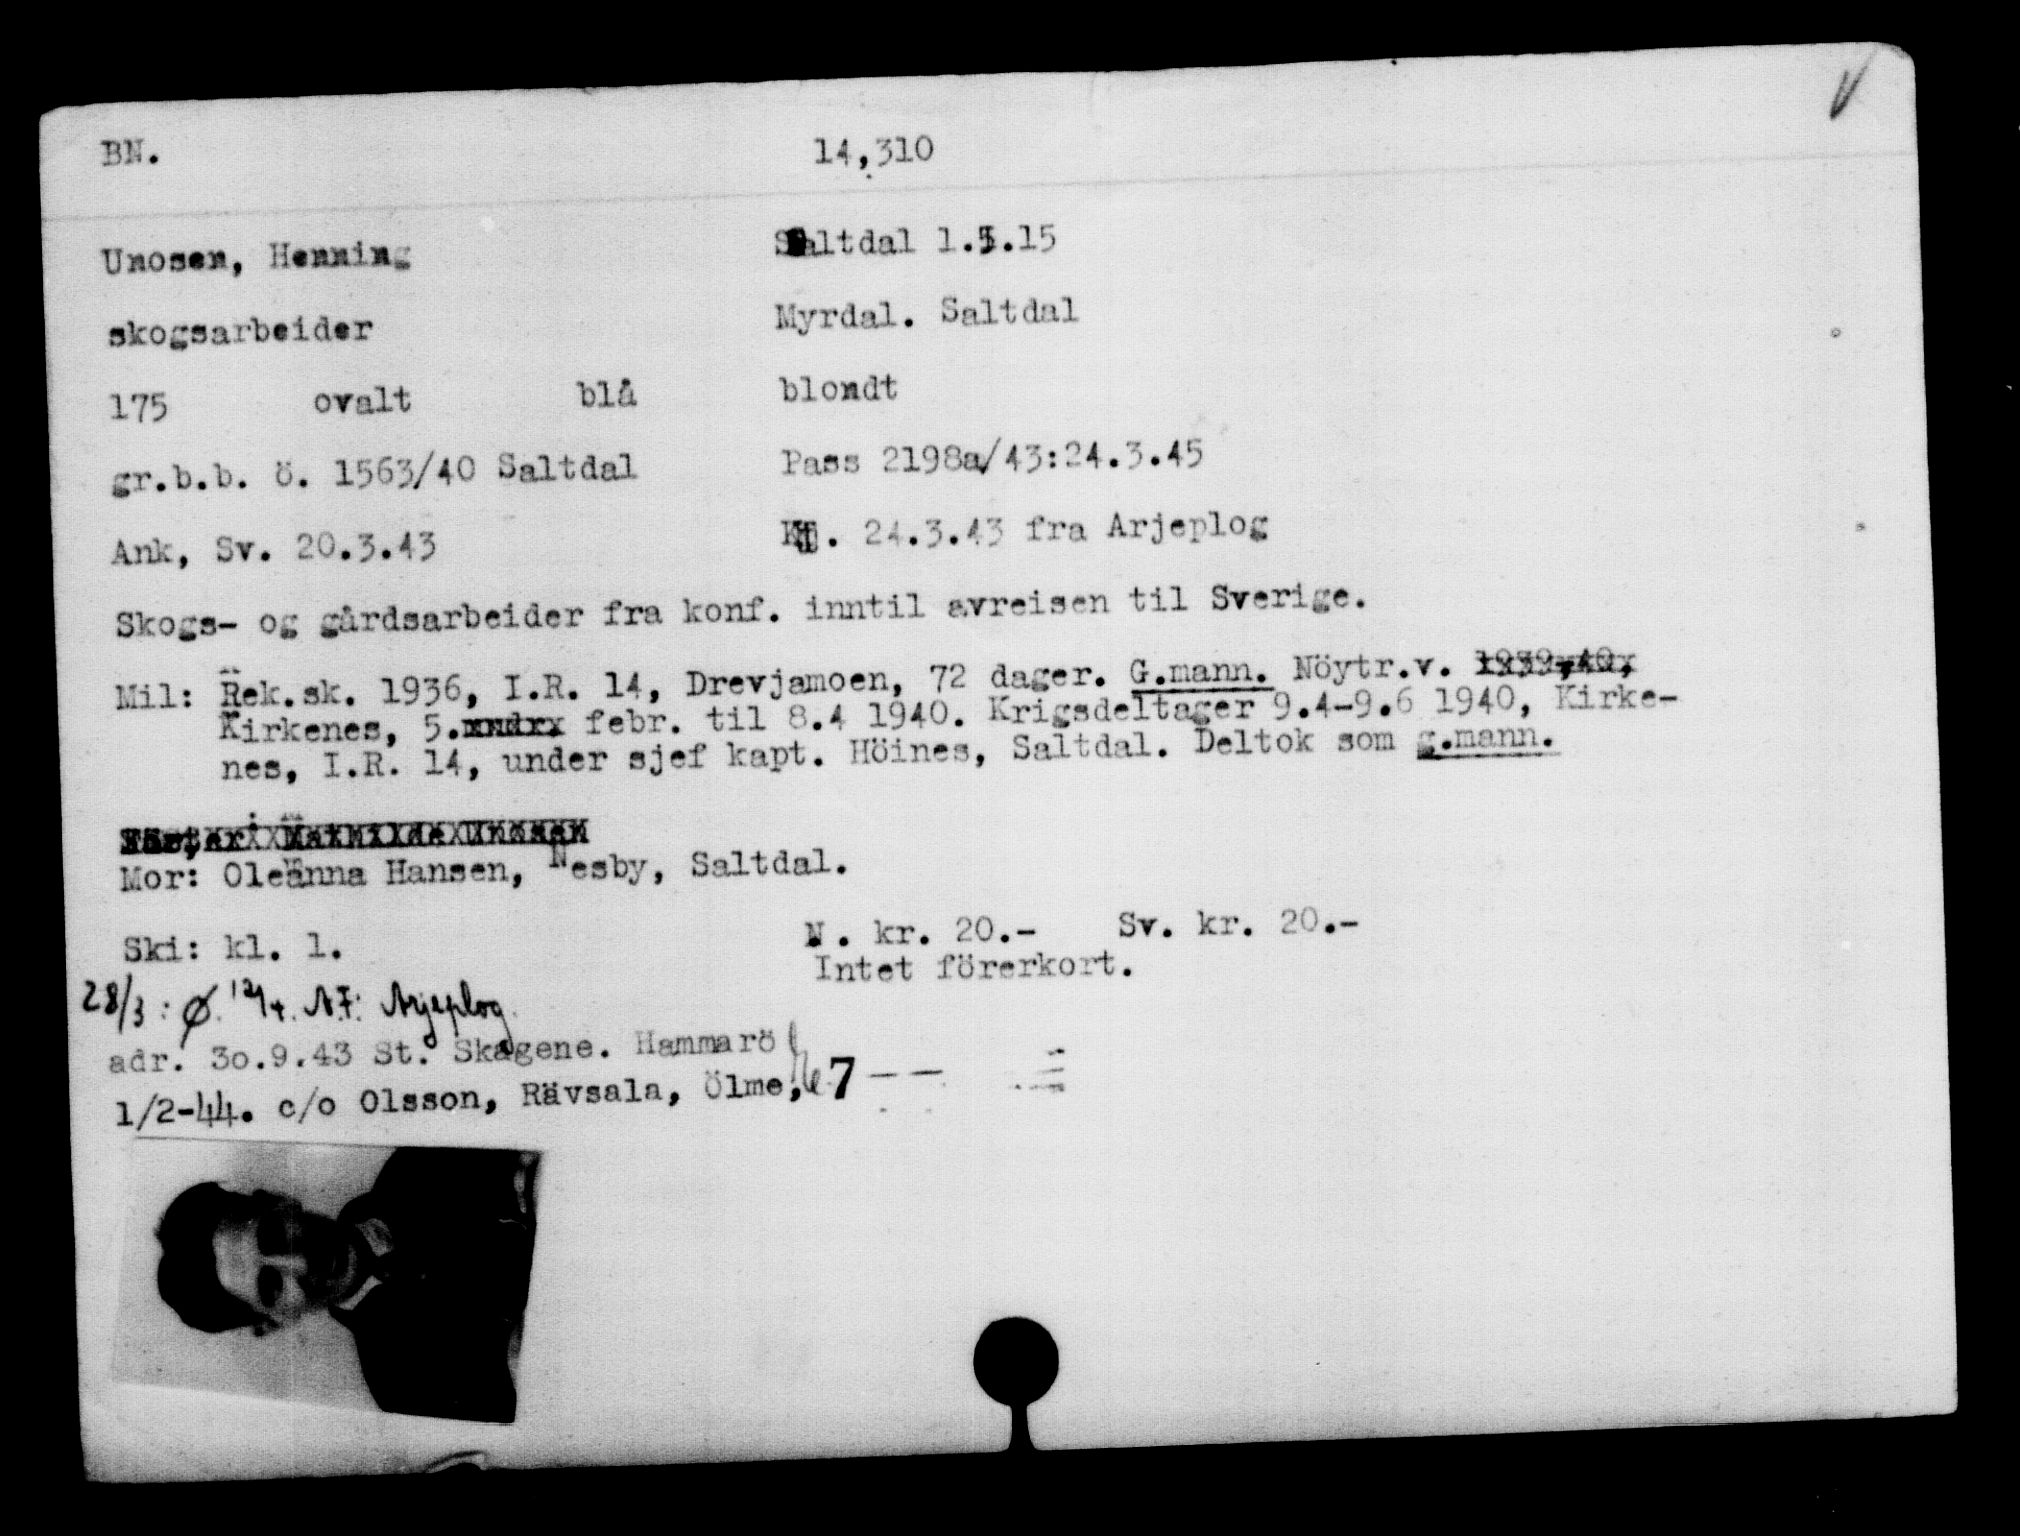 BN. 14,310
Unosen, Henning Saltdal 1.5.15
skogsarbeider Myrdal. Saltdal
175 ovalt blå blondt
gr.b.b. ö. 1563/40 Saltdal Pass 2198a/43:24.3.45
Ank, Sv. 20.3.43 24.3.43 fra Arjeplog
Skogs- og gårdsarbeider fra konf. inntil avreisen til Sverige.
Mil: Rek.sk. 1936, I.R. 14, Drevjamoen, 72 dager. G.mann. Nöytr.v. 1939,40,
Kirkenes, 5. febr. til 8.4 1940. Krigsdeltager 9.4-9.6 1940, Kirke-
nes, I.R. 14, under sjef kapt. Höines, Saltdal. Deltok som g.mann.
Mor: Oleanna Hansen, Nesby, Saltdal.
Ski: kl. 1. N. kr. 20.- Sv. kr. 20.-
Intet förerkort.
28/3: Ø. 12/4. N.F. Arjeplog.
adr. 30.9.43 St. Skagene. Hammarö
1/2-44. c/o Olsson, Rävsala, Ölme, 7--